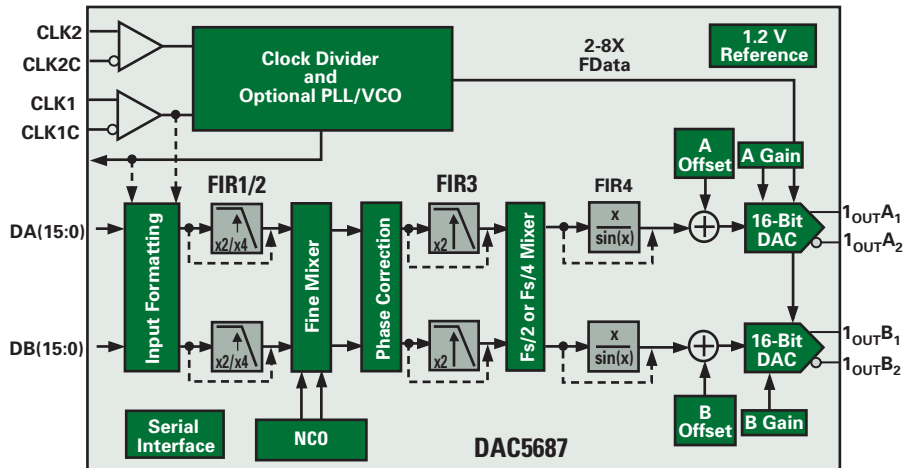 CLK2
CLK2C
CLK1
CLK1C
Clock Divider
and
Optional PLL/VCO
2-8X
FData
1.2 V
Reference
A
Offset
A Gain
FIR1/2
FIR3
FIR4
DA(15:0)
DB(15:0)
Input Formatting
x2/x4
x2/x4
Fine Mixer
Phase Correction
x2
x2
Fs/2 or Fs/4 Mixer
x
sin(x)
x
sin(x)
16-Bit
DAC
16-Bit
DAC
1OUTA1
1OUTA2
1OUTB1
1OUTB2
Serial
Interface
NCO
B
Offset
B Gain
DAC5687